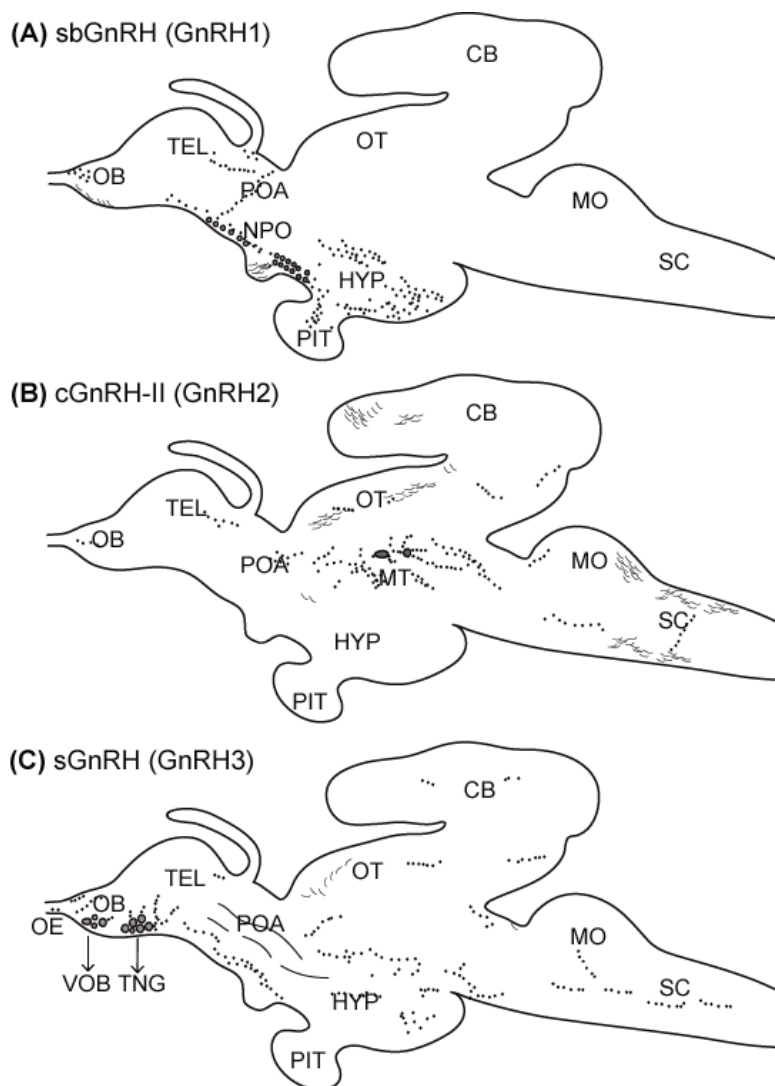 (A) sbGnRH (GnRH1)
CB
TEL
OT
OB
POA
MO
NPO
SC
HYP
PIT
(B) cGnRH-II (GnRH2)
CB
OT
TEL
OB
POA
MT
MO
SC
HYP
PIT
(C) sGnRH (GnRH3)
CB
OT
TEL
OB
OE
POA
MO
VOB TNG
SC
HYP
PIT